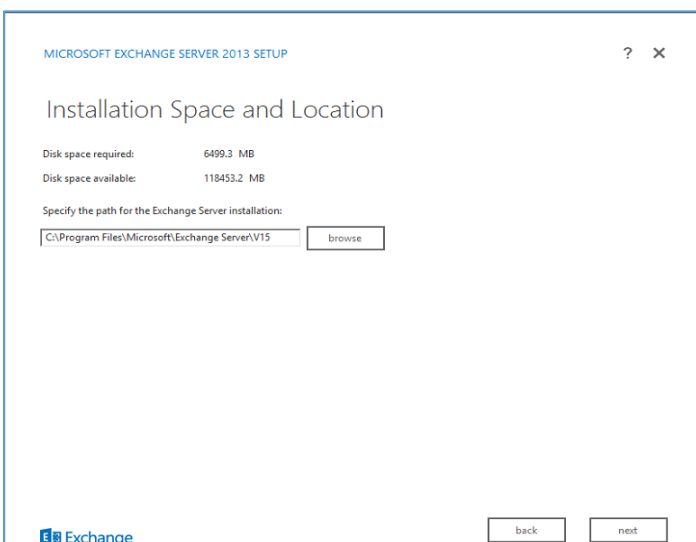 MICROSOFT EXCHANGE SERVER 2013 SETUP ? ✕
Installation Space and Location
Disk space required: 6499.3 MB
Disk space available: 118453.2 MB
Specify the path for the Exchange Server installation:
C:\Program Files\Microsoft\Exchange Server\V15 browse
back next
E Exchange